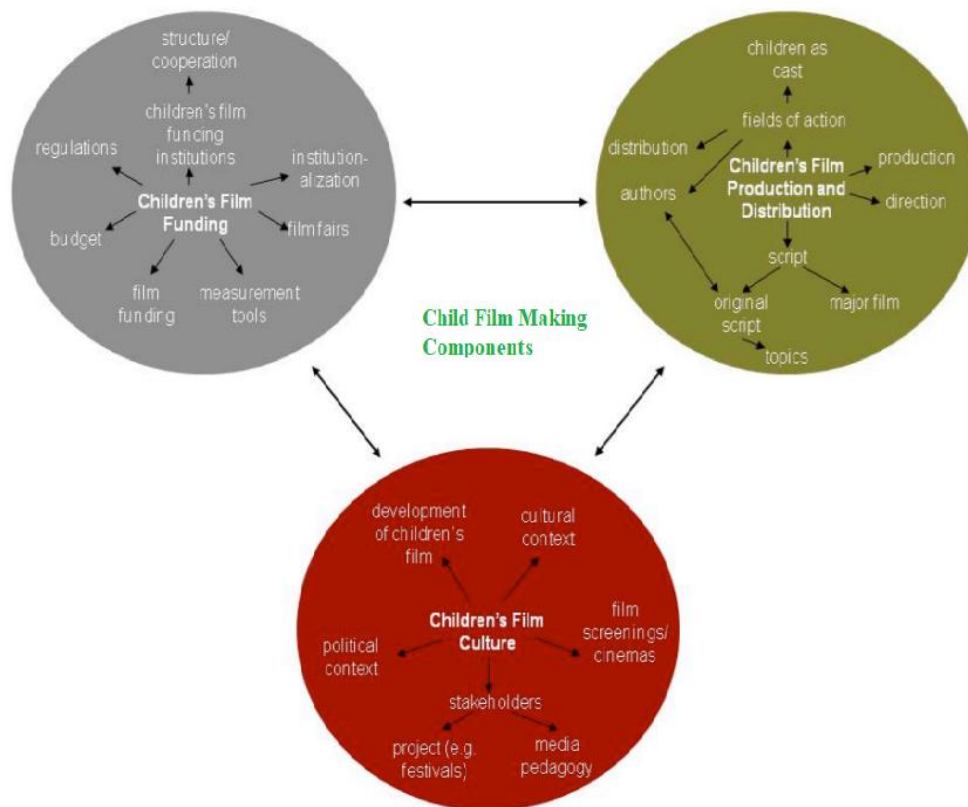 structure/
cooperation
children's film
funcing
institutions
regulations
institution-
alization
Children's Film
Funding
budget
film fairs
film
funding
measurement
tools
children as
cast
fields of action
distribution
production
Children's Film
Production and
Distribution
authors
direction
script
original
script
major film
topics
Child Film Making
Components
development
of children's
film
cultural
context
Children's Film
Culture
film
screenings/
cinemas
political
context
stakeholders
project (e.g.
festivals)
media
pedagogy